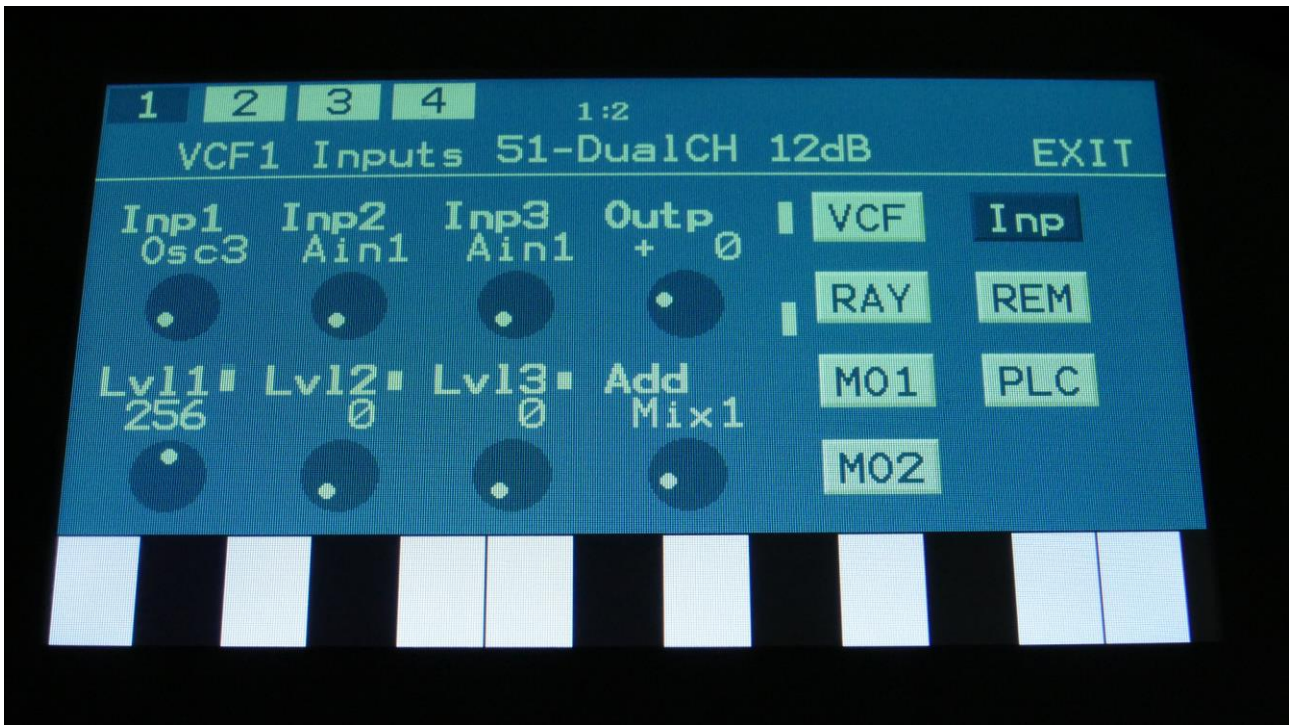 1 2 3 4 1:2
VCF1 Inputs 51-DualCH 12dB EXIT
Inp1 Inp2 Inp3 Outp VCF Inp
Osc3 Ain1 Ain1 + 0
RAY REM
Lvl1 Lvl2 Lvl3 Add MO1 PLC
256 0 0 Mix1
MO2